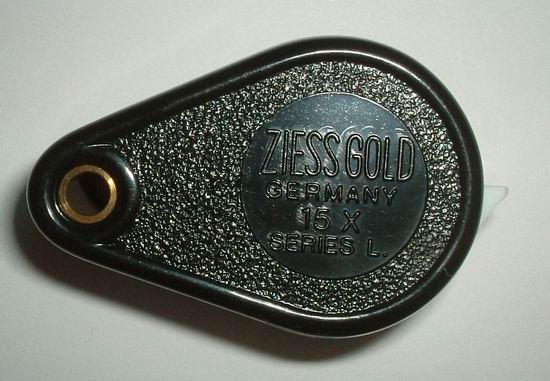 ZIESS GOLD
GERMANY
15 X
SERIES L.